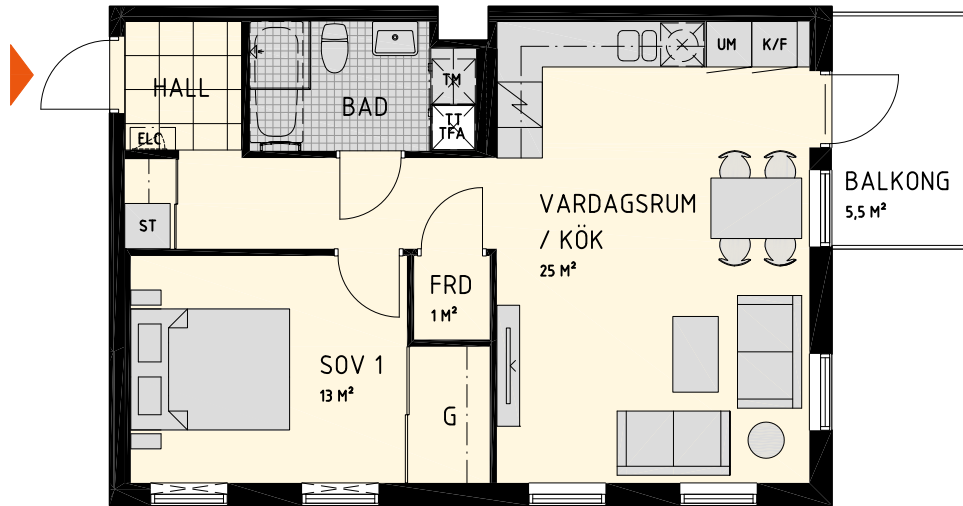 HALL
ELC
BAD
TM
TT
TFA
UM
K/F
ST
VARDAGSRUM
/ KÖK
25 M²
BALKONG
5,5 M²
FRD
1 M²
SOV 1
13 M²
G